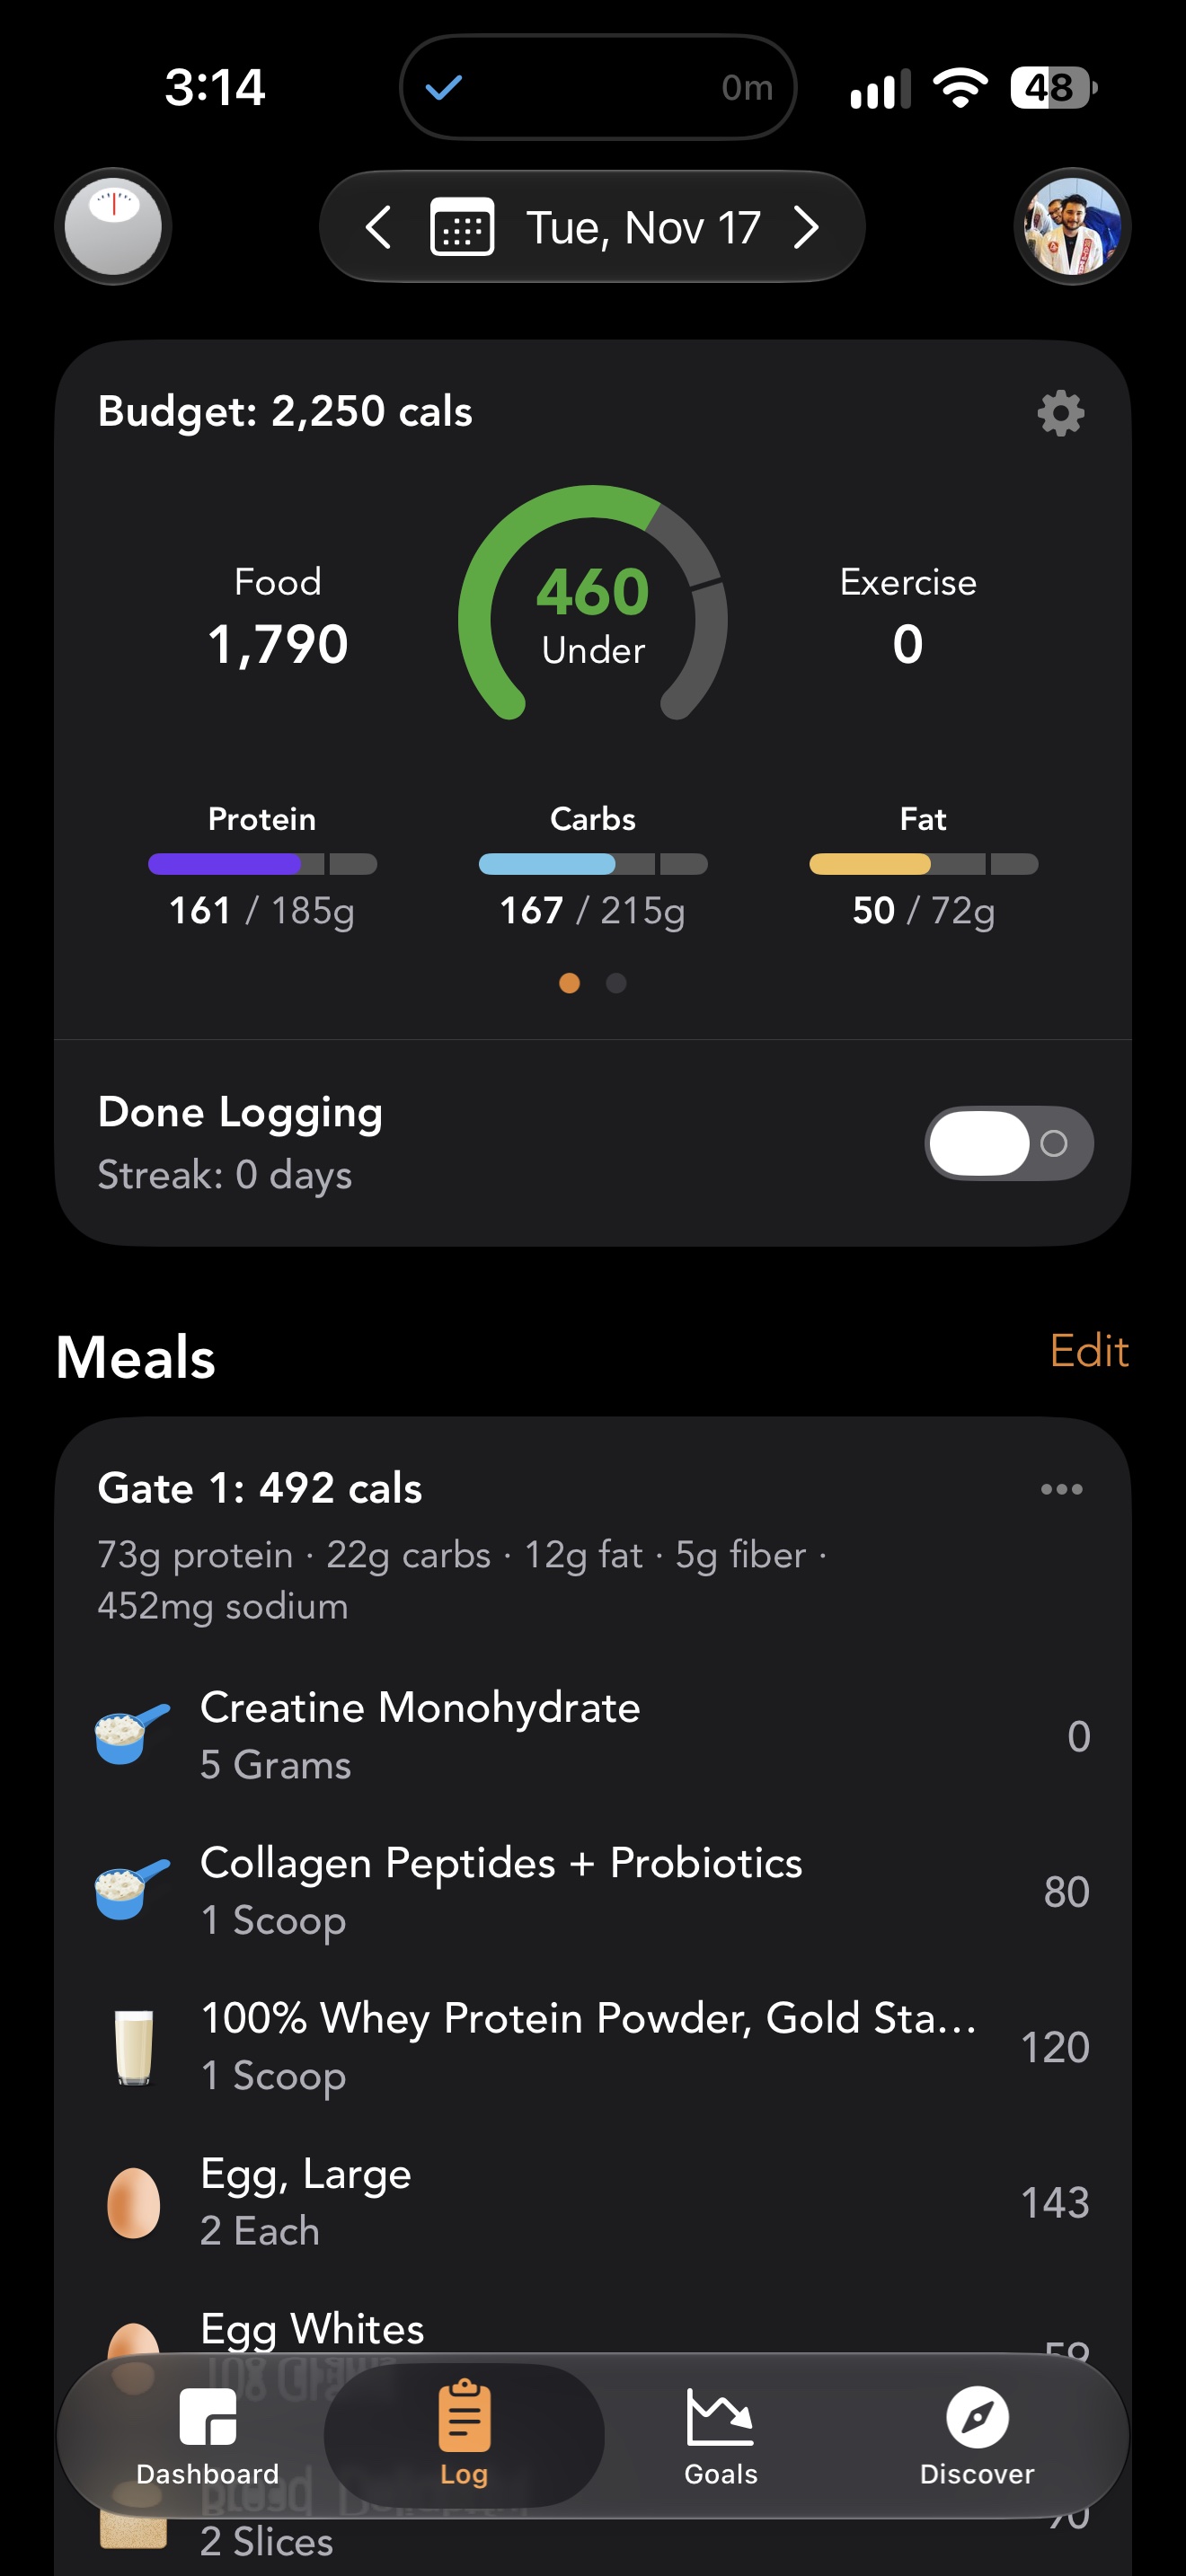 3:14
0m
48
Tue, Nov 17
Budget: 2,250 cals
Food
1,790
460
Under
Exercise
0
Protein
161 / 185g
Carbs
167 / 215g
Fat
50 / 72g
Done Logging
Streak: 0 days
Meals
Edit
Gate 1: 492 cals
73g protein · 22g carbs · 12g fat · 5g fiber ·
452mg sodium
Creatine Monohydrate
5 Grams
0
Collagen Peptides + Probiotics
1 Scoop
80
100% Whey Protein Powder, Gold Sta...
1 Scoop
120
Egg, Large
2 Each
143
Egg Whites
59
108 Grams
Dashboard
Log
Goals
Discover
2 Slices